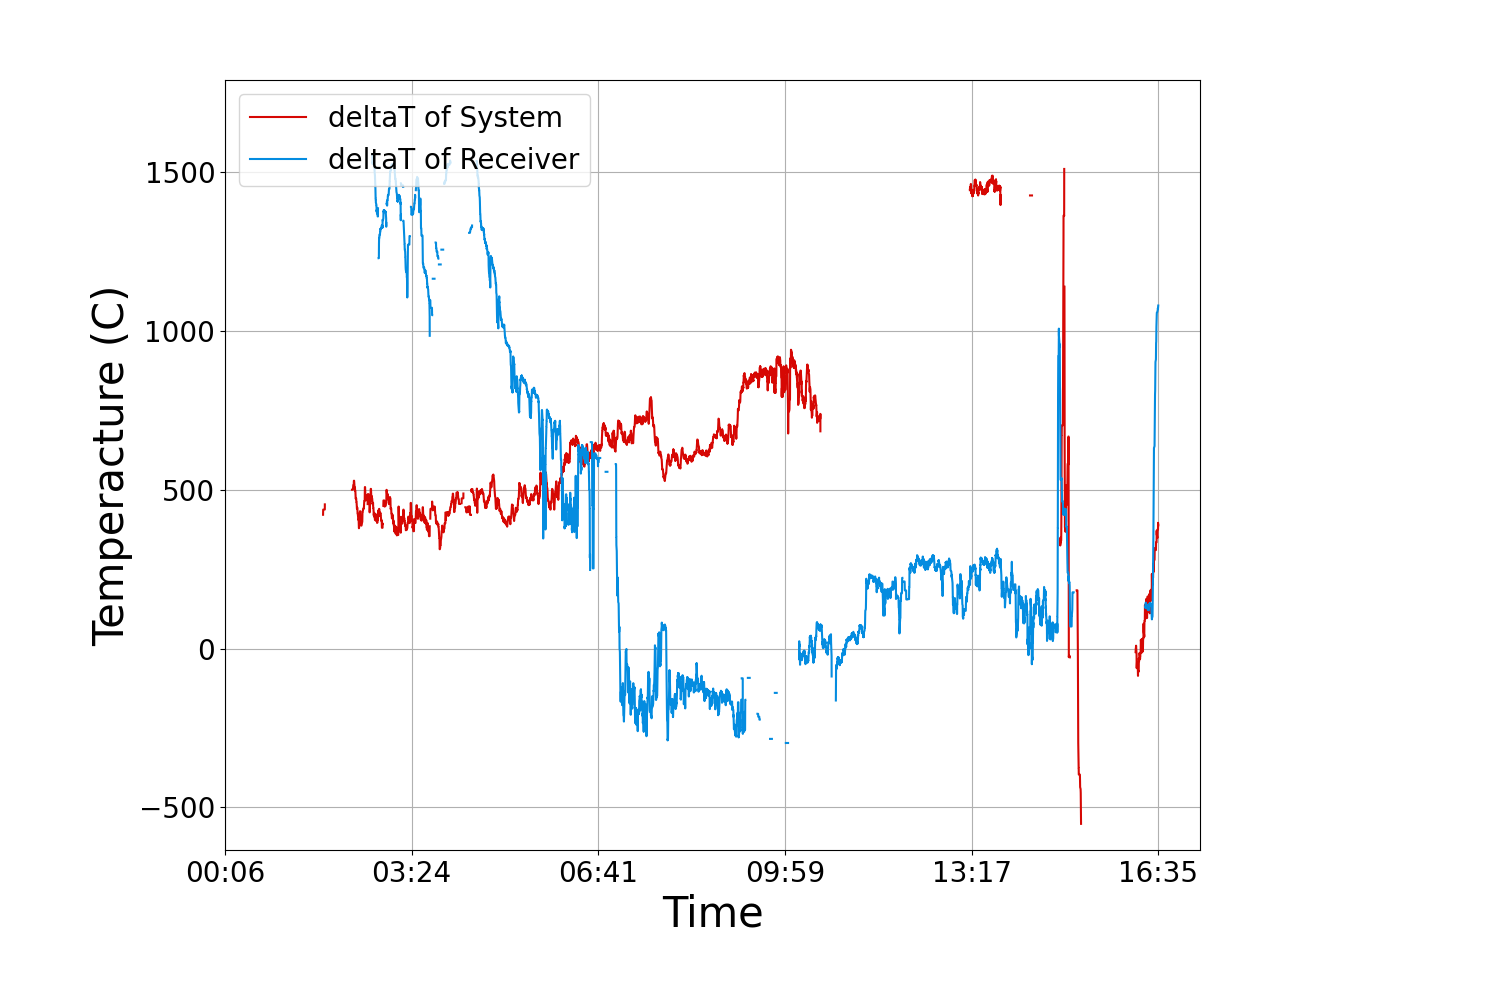 deltaT of System
deltaT of Receiver
1500
1000
500
0
−500
Temperacture (C)
00:06 03:24 06:41 09:59 13:17 16:35
Time